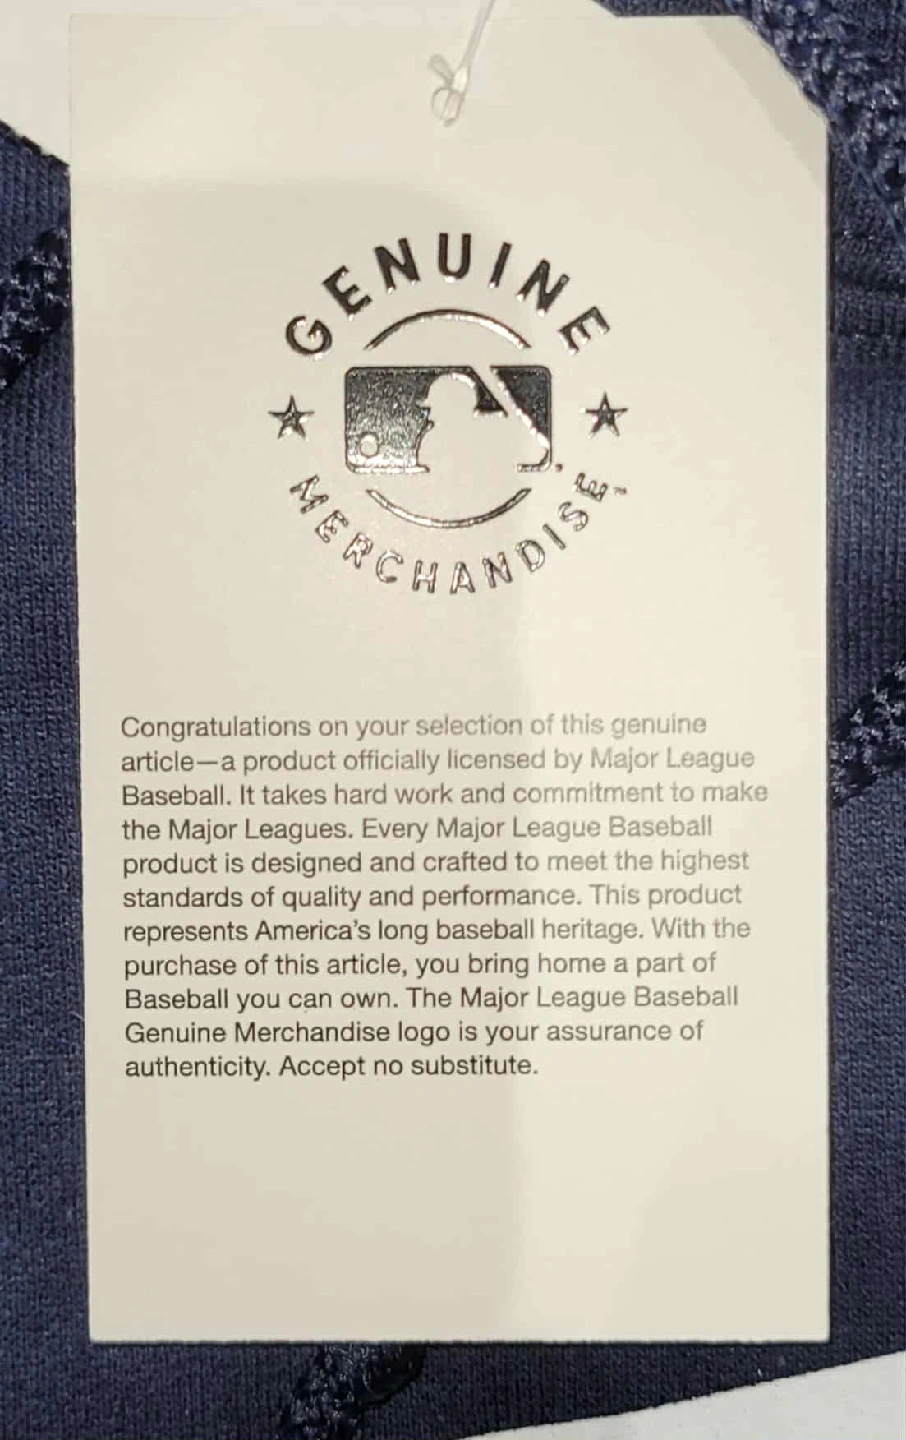 GENUINE
MERCHANDISE™
Congratulations on your selection of this genuine
article—a product officially licensed by Major League
Baseball. It takes hard work and commitment to make
the Major Leagues. Every Major League Baseball
product is designed and crafted to meet the highest
standards of quality and performance. This product
represents America's long baseball heritage. With the
purchase of this article, you bring home a part of
Baseball you can own. The Major League Baseball
Genuine Merchandise logo is your assurance of
authenticity. Accept no substitute.